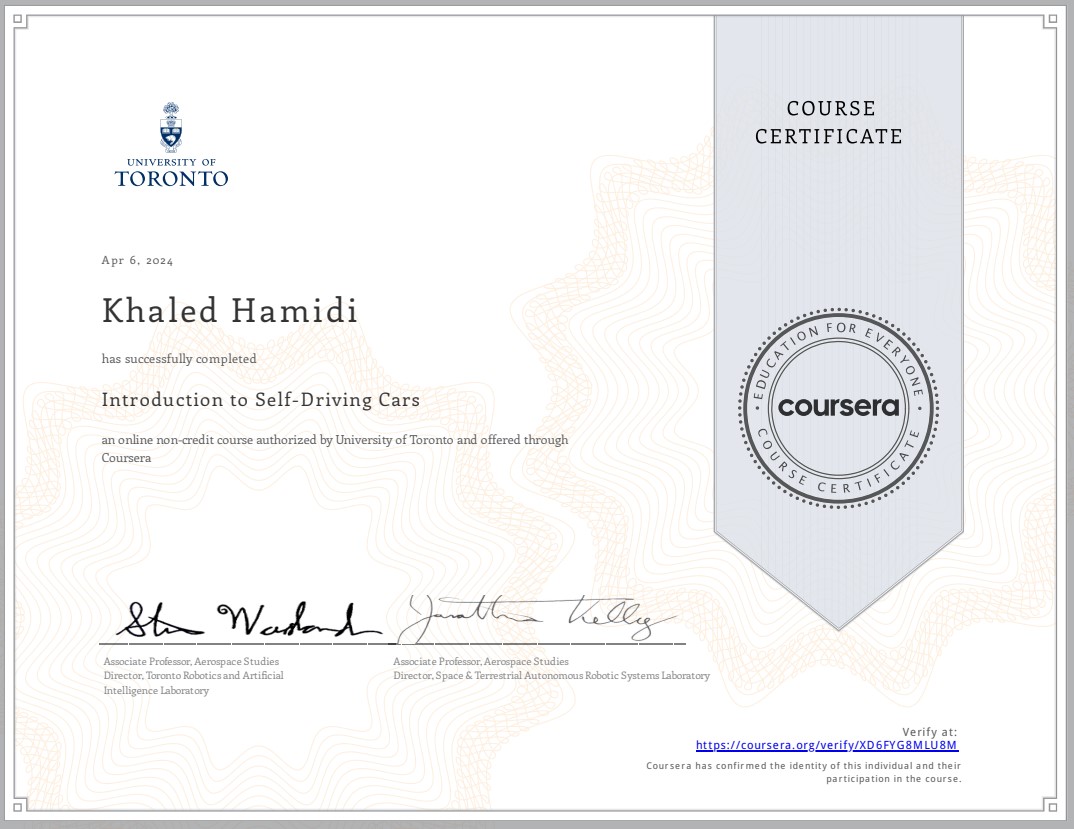 COURSE
CERTIFICATE
UNIVERSITY OF
TORONTO
Apr 6, 2024
Khaled Hamidi
has successfully completed
Introduction to Self-Driving Cars
an online non-credit course authorized by University of Toronto and offered through
Coursera
EDUCATION FOR EVERYONE
coursera
COURSE CERTIFICATE
Associate Professor, Aerospace Studies
Director, Toronto Robotics and Artificial
Intelligence Laboratory
Associate Professor, Aerospace Studies
Director, Space & Terrestrial Autonomous Robotic Systems Laboratory
Verify at:
https://coursera.org/verify/XD6FYG8MLU8M
Coursera has confirmed the identity of this individual and their
participation in the course.